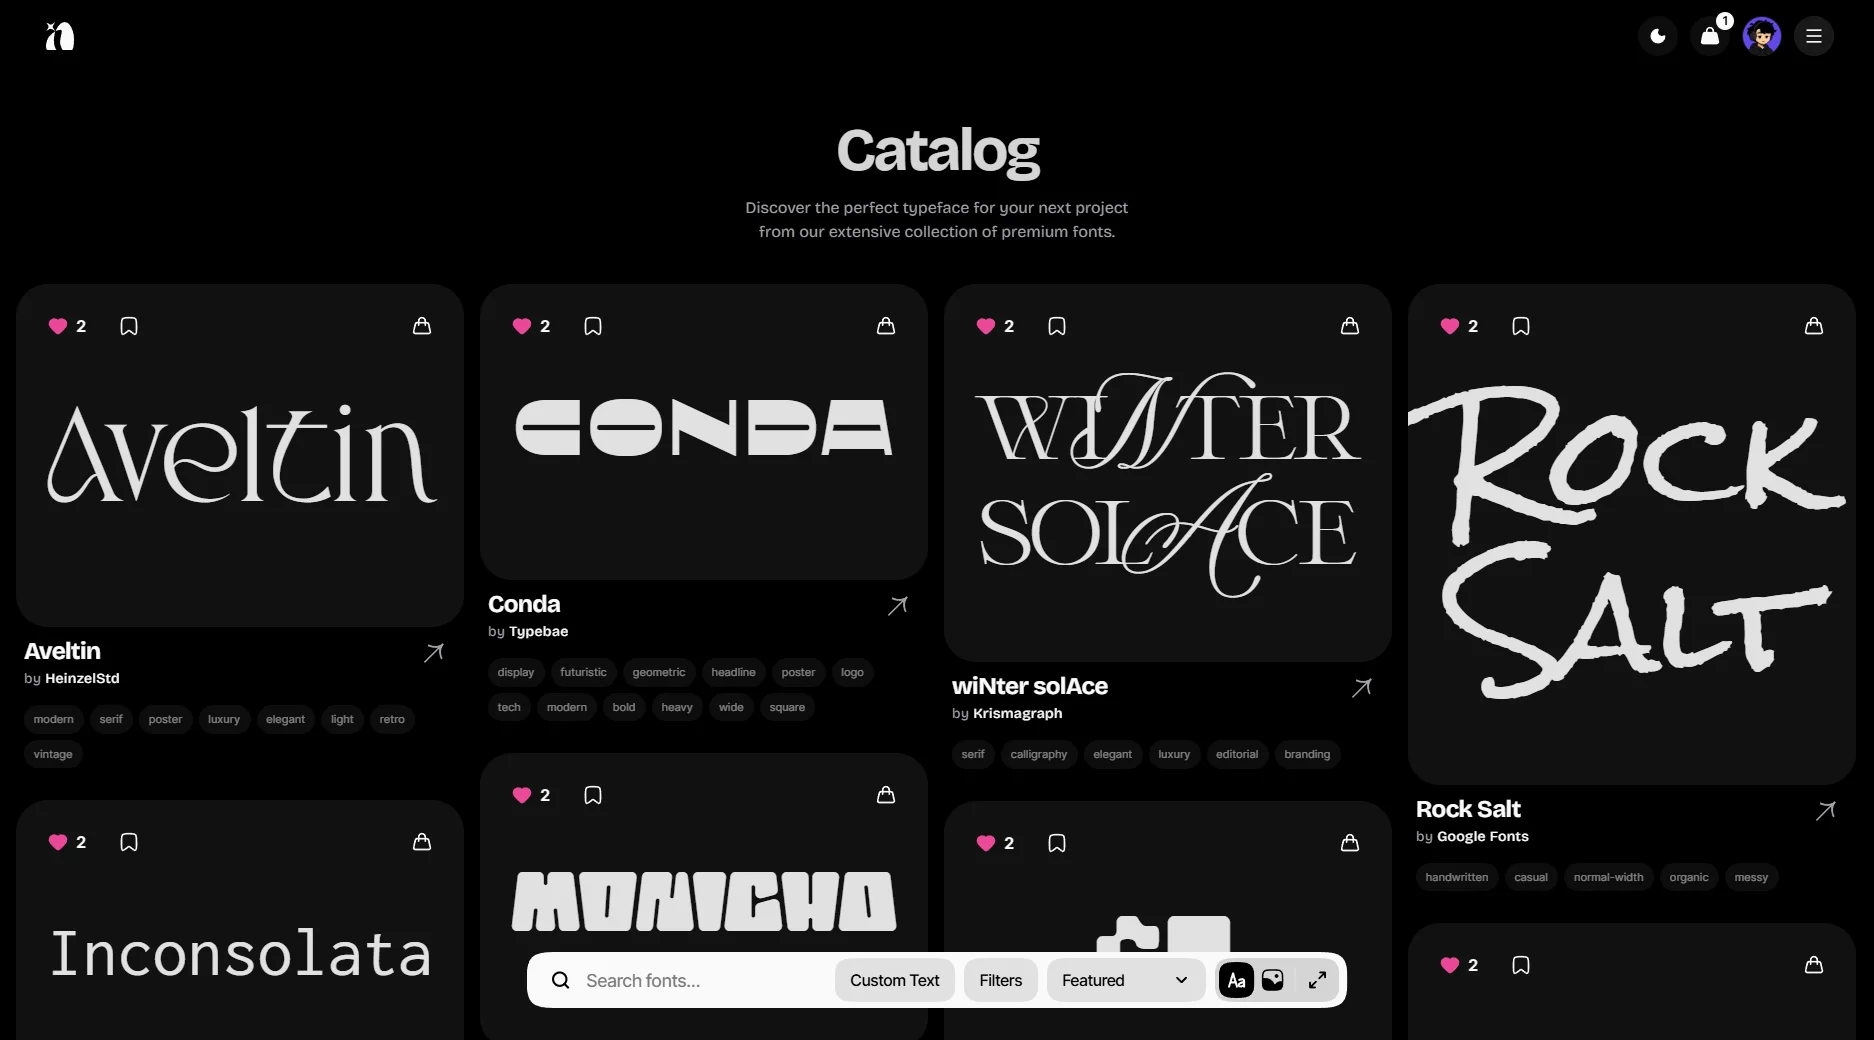 1
Catalog
Discover the perfect typeface for your next project
from our extensive collection of premium fonts.
2
Aveltin
Aveltin
by HeinzelStd
modern serif poster luxury elegant light retro
vintage
2
CONDA
Conda
by Typebae
display futuristic geometric headline poster logo
tech modern bold heavy wide square
2
WINTER
SOLACE
wiNter solAce
by Krismagraph
serif calligraphy elegant luxury editorial branding
2
ROCK
SALT
Rock Salt
by Google Fonts
handwritten casual normal-width organic messy
2
Inconsolata
2
MONICHO
2
2
Search fonts...
Custom Text
Filters
Featured
Aa